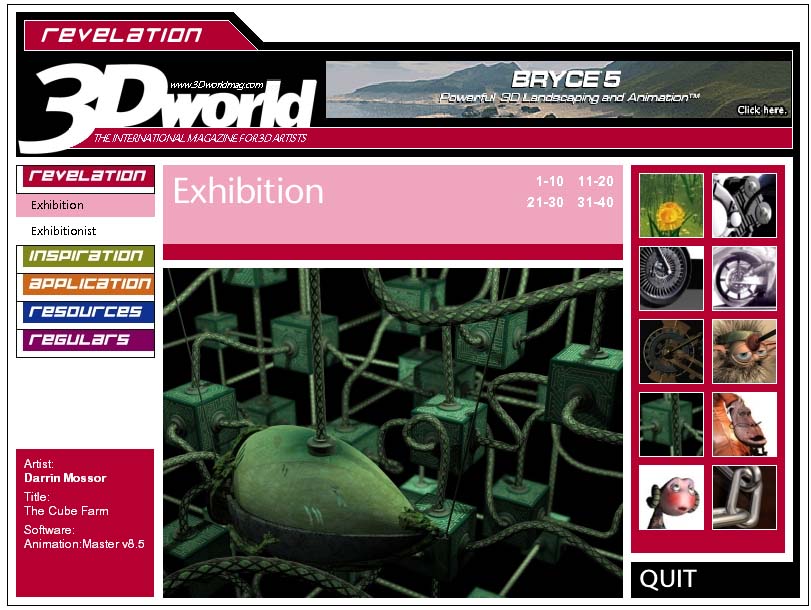 REVELATION
3D world
www.3Dworldmag.com
THE INTERNATIONAL MAGAZINE FOR 3D ARTISTS
BRYCE 5
Powerful 3D Landscaping and Animation™
Click here.
REVELATION
Exhibition
Exhibitionist
INSPIRATION
APPLICATION
RESOURCES
REGULARS
Exhibition
1-10 11-20
21-30 31-40
Artist:
Darrin Mossor
Title:
The Cube Farm
Software:
Animation:Master v8.5
QUIT